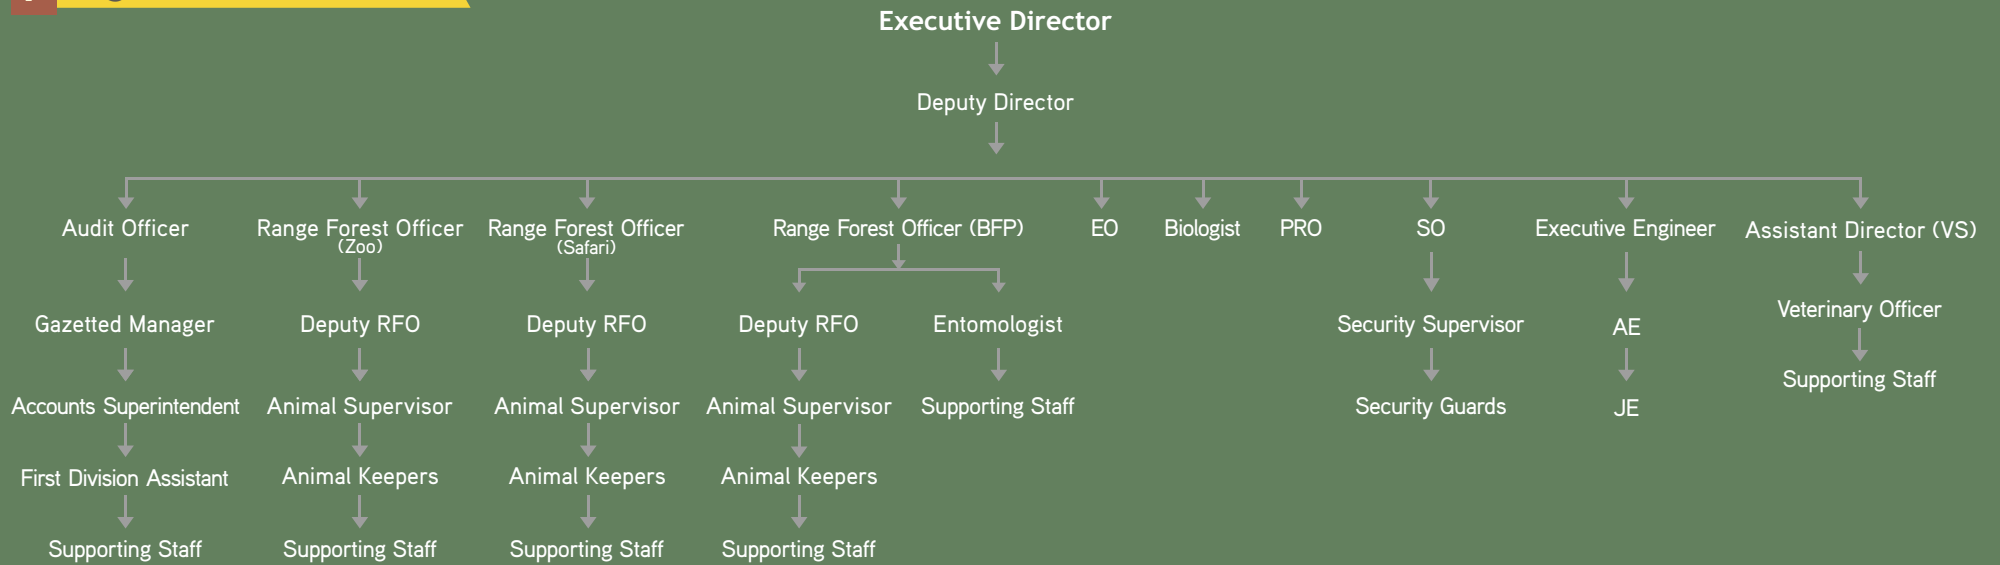 Executive Director
Deputy Director
Audit Officer
Range Forest Officer
(Zoo)
Range Forest Officer
(Safari)
Range Forest Officer (BFP)
EO
Biologist
PRO
SO
Executive Engineer
Assistant Director (VS)
Gazetted Manager
Deputy RFO
Deputy RFO
Deputy RFO
Entomologist
Security Supervisor
AE
Veterinary Officer
Accounts Superintendent
Animal Supervisor
Animal Supervisor
Animal Supervisor
Supporting Staff
Security Guards
JE
Supporting Staff
First Division Assistant
Animal Keepers
Animal Keepers
Animal Keepers
Supporting Staff
Supporting Staff
Supporting Staff
Supporting Staff